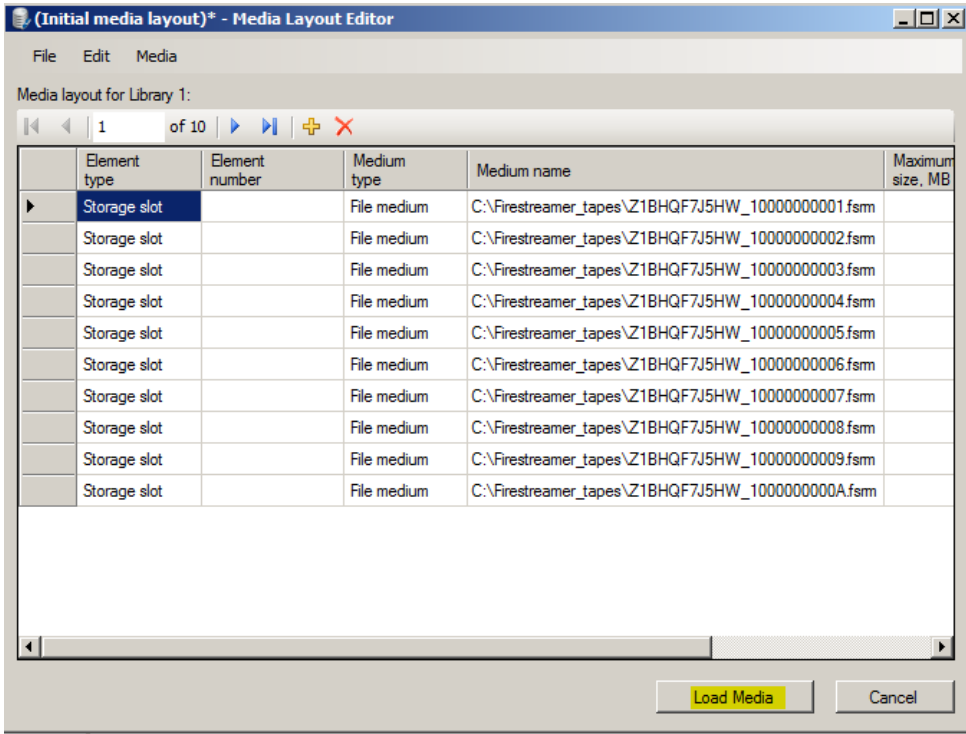 (Initial media layout)* - Media Layout Editor
File Edit Media
Media layout for Library 1:
1 of 10
Element type Element number Medium type Medium name Maximum size, MB
Storage slot File medium C:\Firestreamer_tapes\Z1BHQF7J5HW_10000000001.fsrm
Storage slot File medium C:\Firestreamer_tapes\Z1BHQF7J5HW_10000000002.fsrm
Storage slot File medium C:\Firestreamer_tapes\Z1BHQF7J5HW_10000000003.fsrm
Storage slot File medium C:\Firestreamer_tapes\Z1BHQF7J5HW_10000000004.fsrm
Storage slot File medium C:\Firestreamer_tapes\Z1BHQF7J5HW_10000000005.fsrm
Storage slot File medium C:\Firestreamer_tapes\Z1BHQF7J5HW_10000000006.fsrm
Storage slot File medium C:\Firestreamer_tapes\Z1BHQF7J5HW_10000000007.fsrm
Storage slot File medium C:\Firestreamer_tapes\Z1BHQF7J5HW_10000000008.fsrm
Storage slot File medium C:\Firestreamer_tapes\Z1BHQF7J5HW_10000000009.fsrm
Storage slot File medium C:\Firestreamer_tapes\Z1BHQF7J5HW_1000000000A.fsrm
Load Media Cancel